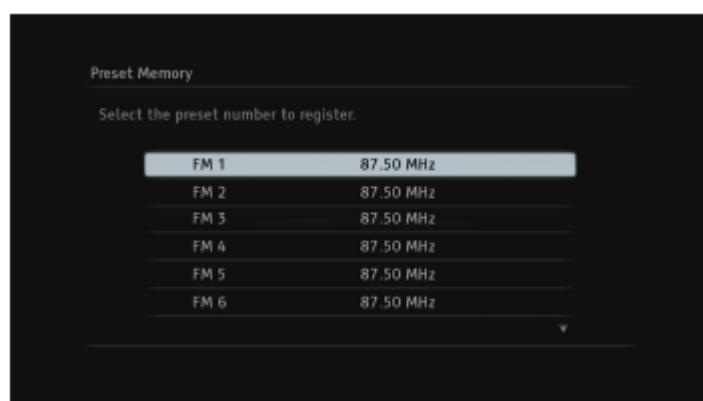 Preset Memory
Select the preset number to register.
FM 1 87.50 MHz
FM 2 87.50 MHz
FM 3 87.50 MHz
FM 4 87.50 MHz
FM 5 87.50 MHz
FM 6 87.50 MHz